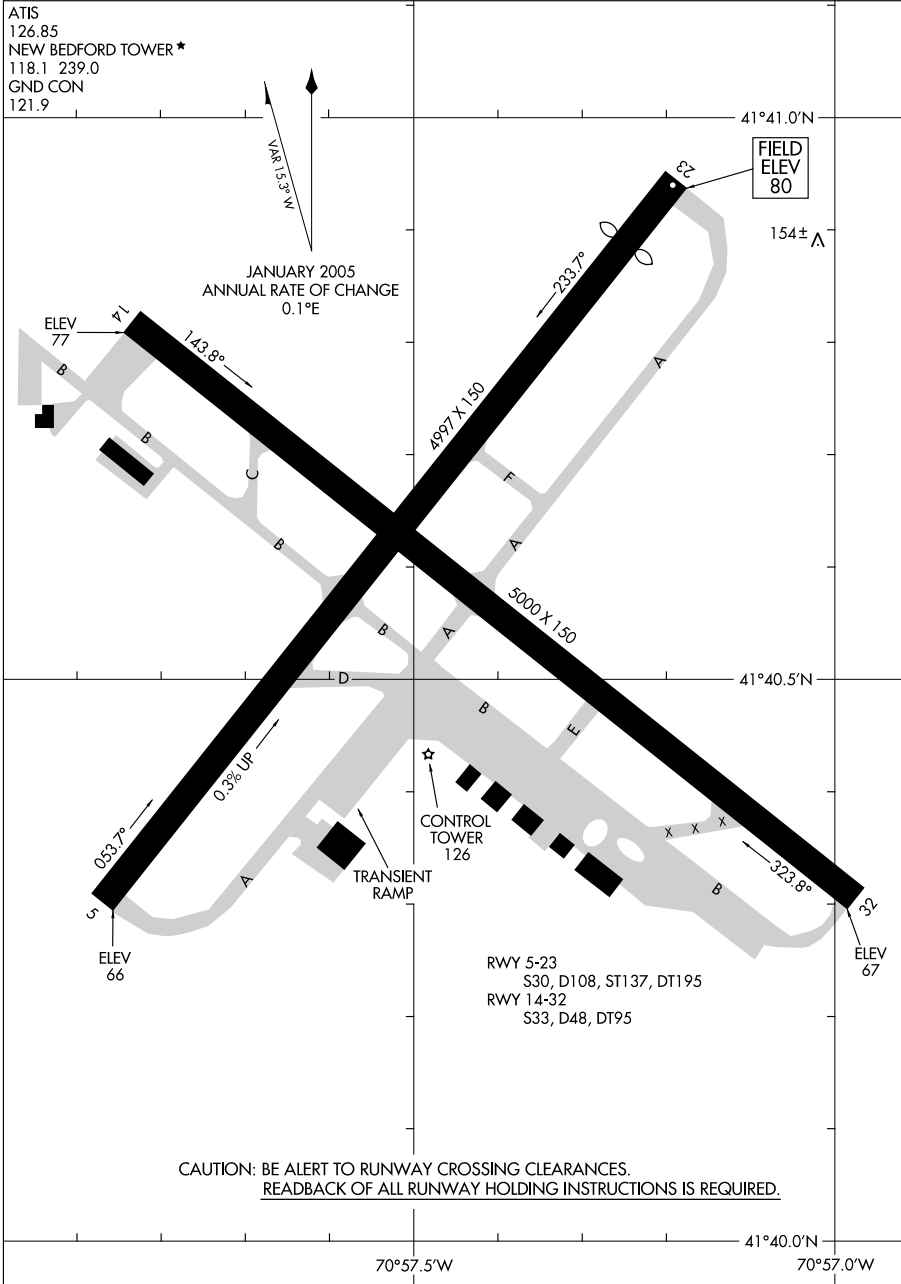 ATIS
126.85
NEW BEDFORD TOWER ★
118.1 239.0
GND CON
121.9
VAR 15.3° W
JANUARY 2005
ANNUAL RATE OF CHANGE
0.1°E
41°41.0'N
FIELD
ELEV
80
23
154±
233.7°
14
ELEV
77
143.8°
B
A
4997 X 150
B
C
F
B
A
5000 X 150
B
A
D
41°40.5'N
B
E
0.3% UP
CONTROL
TOWER
126
X X X
053.7°
323.8°
TRANSIENT
RAMP
A
B
5
32
ELEV
66
ELEV
67
RWY 5-23
S30, D108, ST137, DT195
RWY 14-32
S33, D48, DT95
CAUTION: BE ALERT TO RUNWAY CROSSING CLEARANCES.
READBACK OF ALL RUNWAY HOLDING INSTRUCTIONS IS REQUIRED.
41°40.0'N
70°57.5'W
70°57.0'W